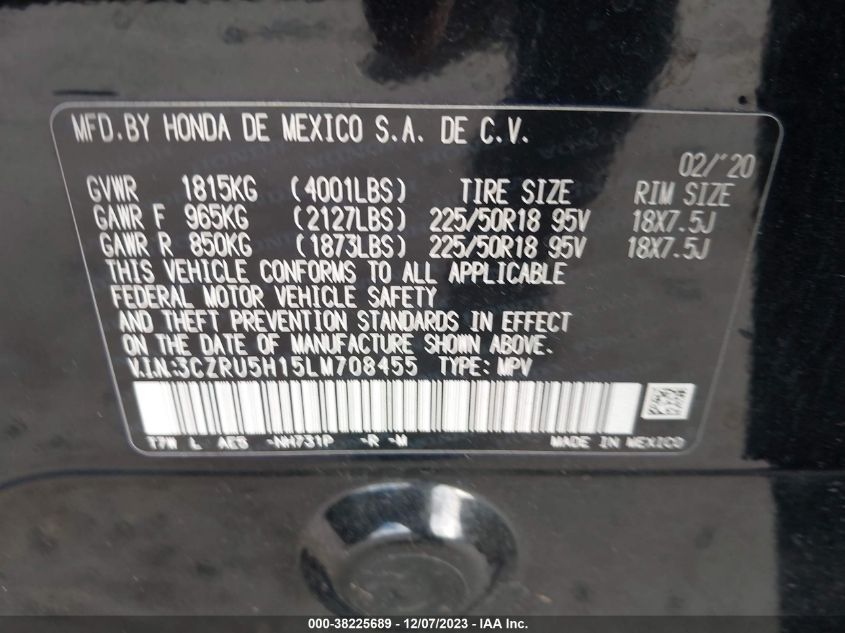 MFD.BY HONDA DE MEXICO S.A. DE C.V.
02/'20
GVWR 1815KG (4001LBS) TIRE SIZE RIM SIZE
GAWR F 965KG (2127LBS) 225/50R18 95V 18X7.5J
GAWR R 850KG (1873LBS) 225/50R18 95V 18X7.5J
THIS VEHICLE CONFORMS TO ALL APPLICABLE
FEDERAL MOTOR VEHICLE SAFETY
AND THEFT PREVENTION STANDARDS IN EFFECT
ON THE DATE OF MANUFACTURE SHOWN ABOVE.
V.I.N:3CZRU5H15LM708455 TYPE: MPV
T7W L AES -NH731P -R -M MADE IN MEXICO
000-38225689 - 12/07/2023 - IAA Inc.